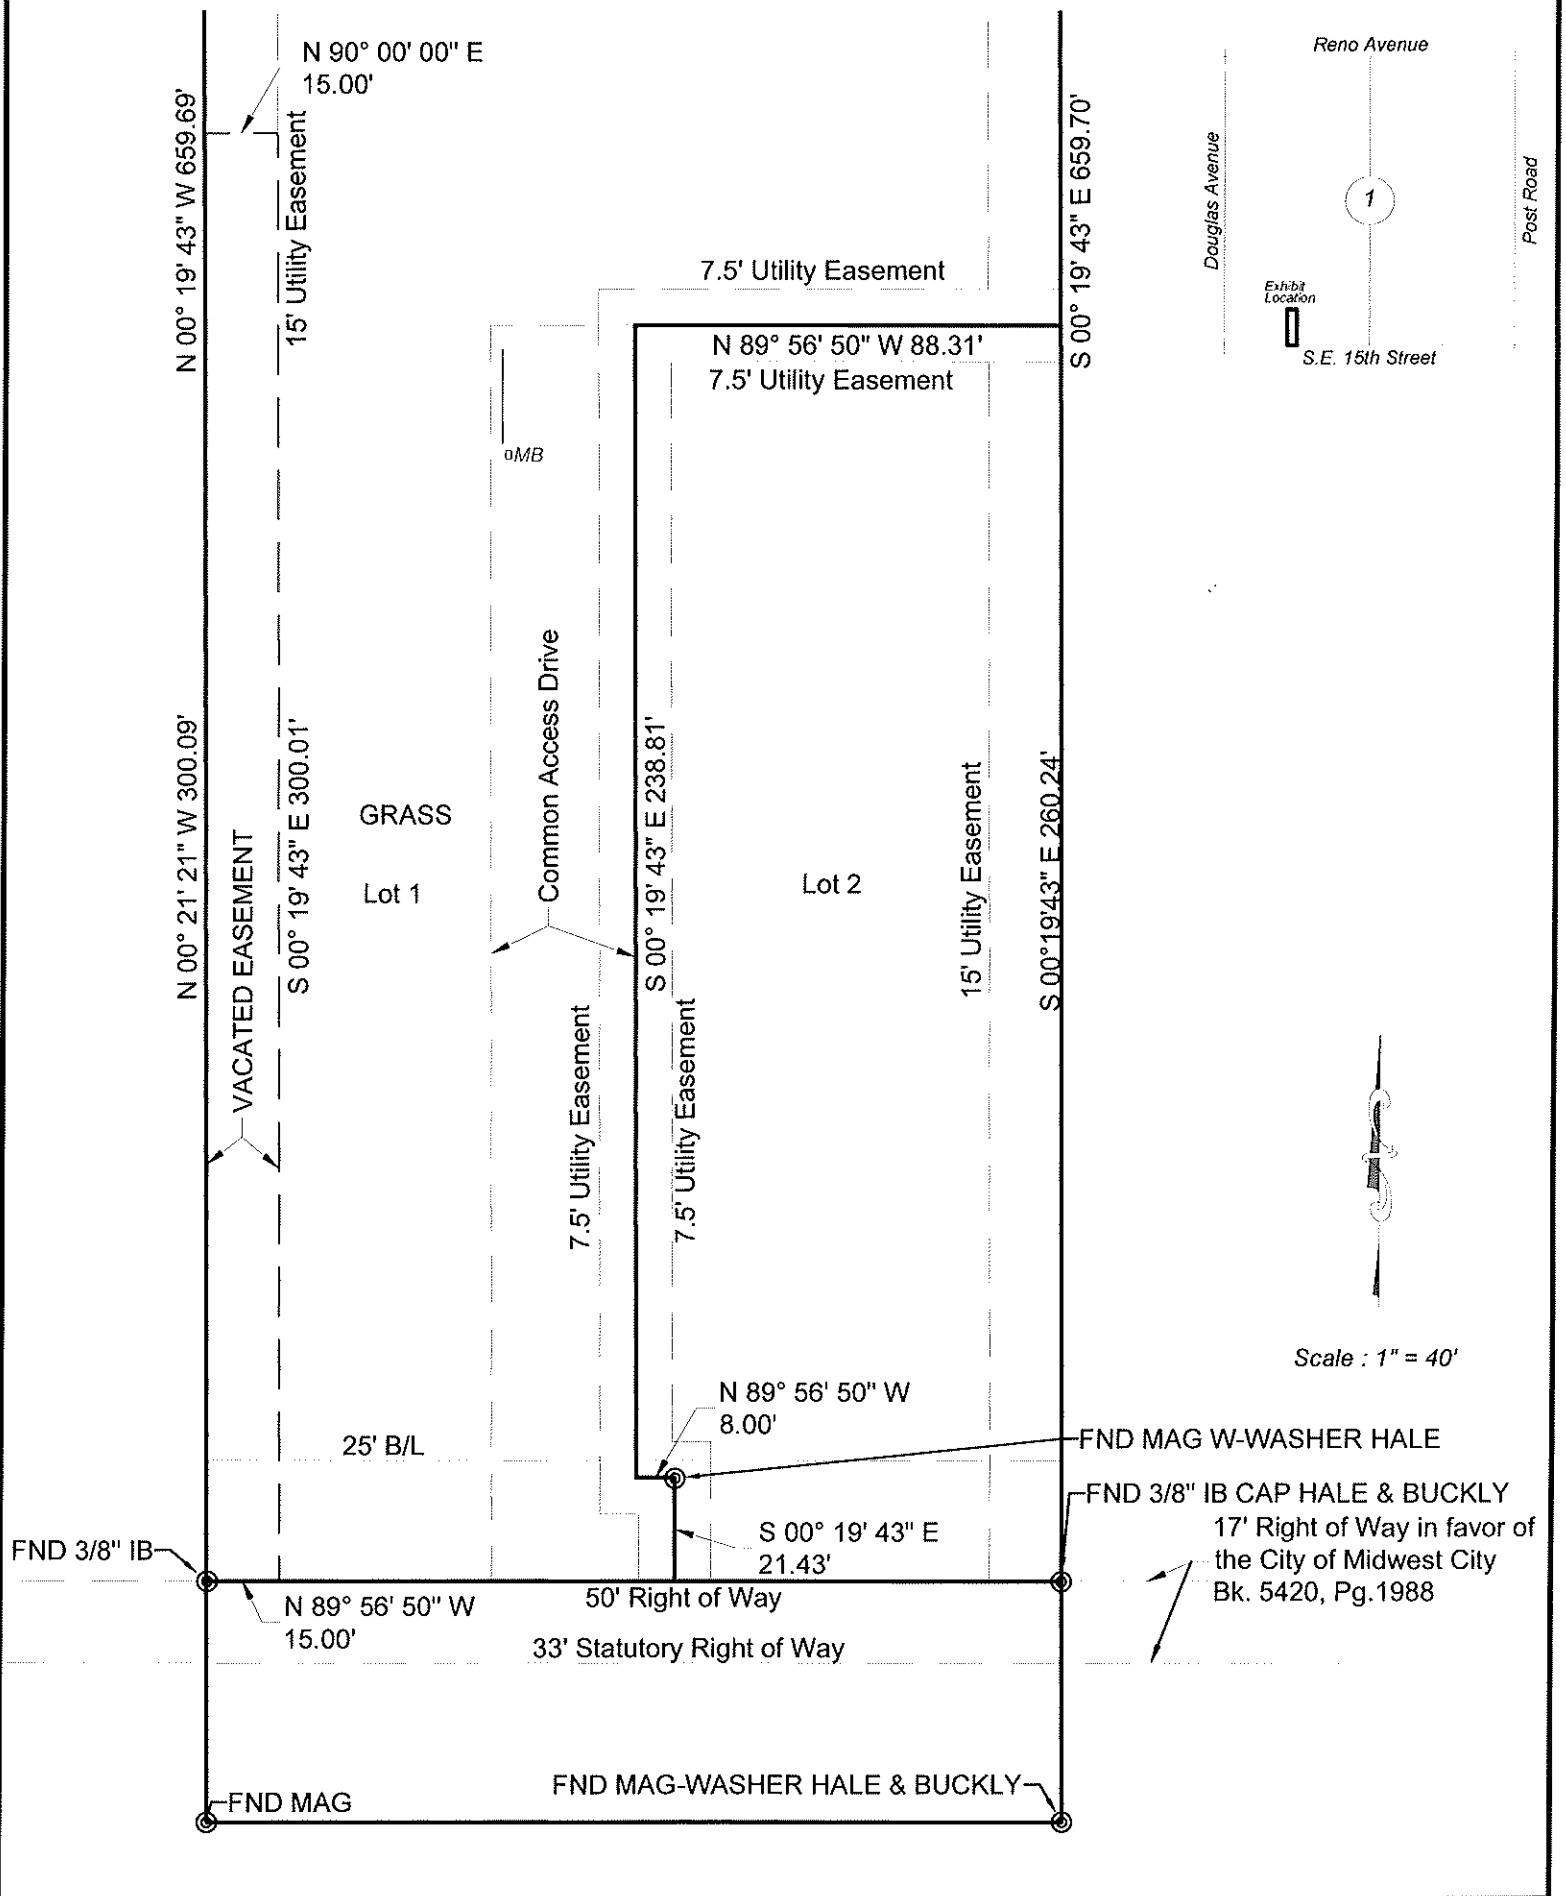 N 90° 00' 00" E
15.00'
N 00° 19' 43" W 659.69'
15' Utility Easement
S 00° 19' 43" E 659.70'
Reno Avenue
Douglas Avenue
1
Post Road
Exhibit
Location
S.E. 15th Street
7.5' Utility Easement
N 89° 56' 50" W 88.31'
7.5' Utility Easement
oMB
N 00° 21' 21" W 300.09'
VACATED EASEMENT
S 00° 19' 43" E 300.01'
GRASS
Lot 1
Common Access Drive
S 00° 19' 43" E 238.81'
Lot 2
15' Utility Easement
S 00°19'43" E 260.24'
7.5' Utility Easement
7.5' Utility Easement
Scale : 1" = 40'
N 89° 56' 50" W
8.00'
25' B/L
FND MAG W-WASHER HALE
FND 3/8" IB CAP HALE & BUCKLY
17' Right of Way in favor of
the City of Midwest City
Bk. 5420, Pg.1988
S 00° 19' 43" E
21.43'
FND 3/8" IB
N 89° 56' 50" W
15.00'
50' Right of Way
33' Statutory Right of Way
FND MAG-WASHER HALE & BUCKLY
FND MAG